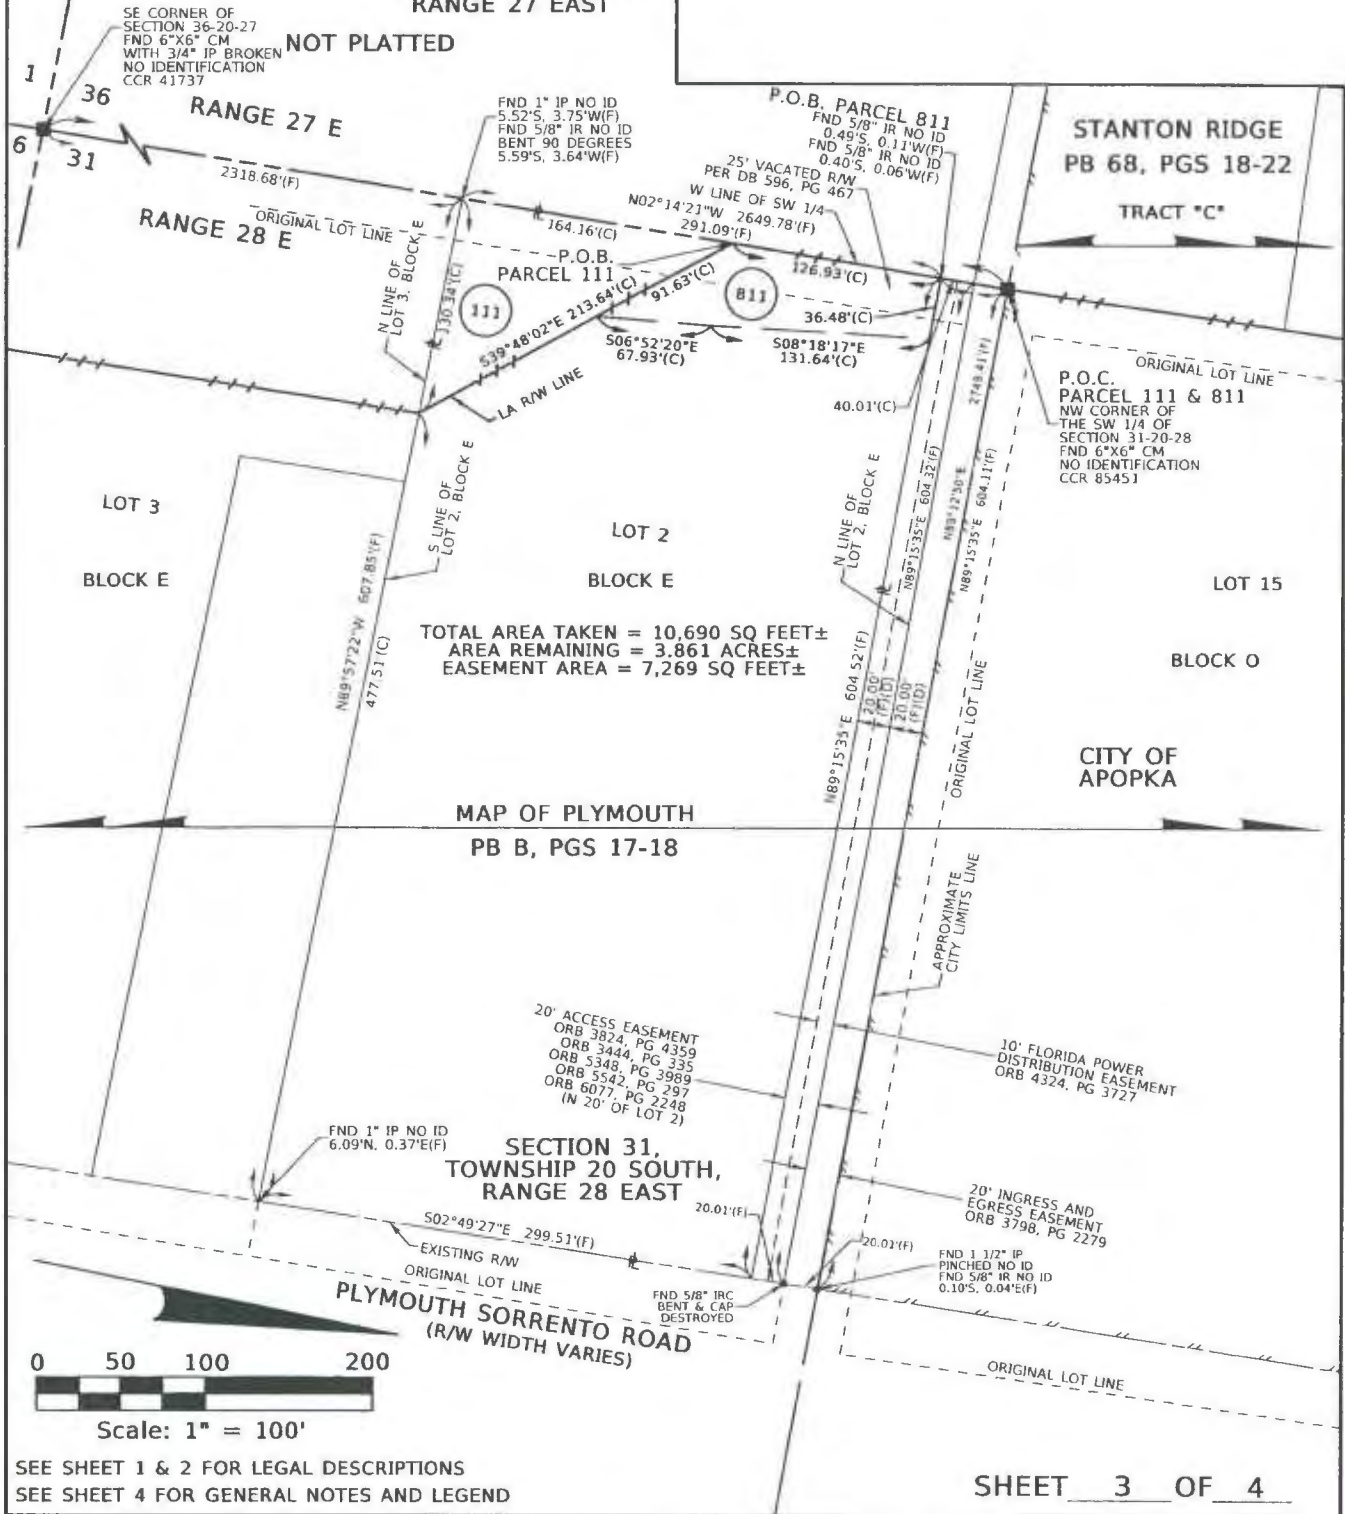 RANGE 27 EAST
NOT PLATTED
SE CORNER OF
SECTION 36-20-27
FND 6"X6" CM
WITH 3/4" IP BROKEN
NO IDENTIFICATION
CCR 41737
1
36
6
31
RANGE 27 E
2318.68'(F)
RANGE 28 E
ORIGINAL LOT LINE
FND 1" IP NO ID
5.52'S, 3.75'W(F)
FND 5/8" IR NO ID
BENT 90 DEGREES
5.59'S, 3.64'W(F)
P.O.B. PARCEL 811
FND 5/8" IR NO ID
0.49'S, 0.11'W(F)
FND 5/8" IR NO ID
0.40'S, 0.06'W(F)
25' VACATED R/W
PER DB 596, PG 467
W LINE OF SW 1/4
N02°14'21"W 2649.78'(F)
291.09'(F)
164.16'(C)
126.93'(C)
STANTON RIDGE
PB 68, PGS 18-22
TRACT "C"
P.O.B.
PARCEL 111
N LINE OF
LOT 3, BLOCK E
130.34'(C)
111
S39°48'02"E 213.64'(C)
91.63'(C)
811
36.48'(C)
S06°52'20"E
67.93'(C)
S08°18'17"E
131.64'(C)
LA R/W LINE
40.01'(C)
2749.41'(F)
ORIGINAL LOT LINE
P.O.C.
PARCEL 111 & 811
NW CORNER OF
THE SW 1/4 OF
SECTION 31-20-28
FND 6"X6" CM
NO IDENTIFICATION
CCR 85451
LOT 3
BLOCK E
S LINE OF
LOT 2, BLOCK E
LOT 2
BLOCK E
N LINE OF
LOT 2, BLOCK E
N89°15'35"E 604.32'(F)
N89°15'35"E 604.11'(F)
LOT 15
BLOCK O
TOTAL AREA TAKEN = 10,690 SQ FEET±
AREA REMAINING = 3.861 ACRES±
EASEMENT AREA = 7,269 SQ FEET±
N89°57'22"W 607.85'(F)
477.51'(C)
N89°15'35"E 604.52'(F)
20.00'
(F)(D)
20.00'
(F)(D)
ORIGINAL LOT LINE
CITY OF
APOPKA
MAP OF PLYMOUTH
PB B, PGS 17-18
APPROXIMATE
CITY LIMITS LINE
20' ACCESS EASEMENT
ORB 3824, PG 4359
ORB 3444, PG 335
ORB 5348, PG 3989
ORB 5542, PG 297
ORB 6077, PG 2248
(N 20' OF LOT 2)
10' FLORIDA POWER
DISTRIBUTION EASEMENT
ORB 4324, PG 3727
FND 1" IP NO ID
6.09'N, 0.37'E(F)
SECTION 31,
TOWNSHIP 20 SOUTH,
RANGE 28 EAST
20' INGRESS AND
EGRESS EASEMENT
ORB 3798, PG 2279
20.01'(F)
20.01'(F)
S02°49'27"E 299.51'(F)
EXISTING R/W
ORIGINAL LOT LINE
FND 5/8" IRC
BENT & CAP
DESTROYED
FND 1 1/2" IP
PINCHED NO ID
FND 5/8" IR NO ID
0.10'S, 0.04'E(F)
PLYMOUTH SORRENTO ROAD
(R/W WIDTH VARIES)
ORIGINAL LOT LINE
0 50 100 200
Scale: 1" = 100'
SEE SHEET 1 & 2 FOR LEGAL DESCRIPTIONS
SEE SHEET 4 FOR GENERAL NOTES AND LEGEND
SHEET 3 OF 4